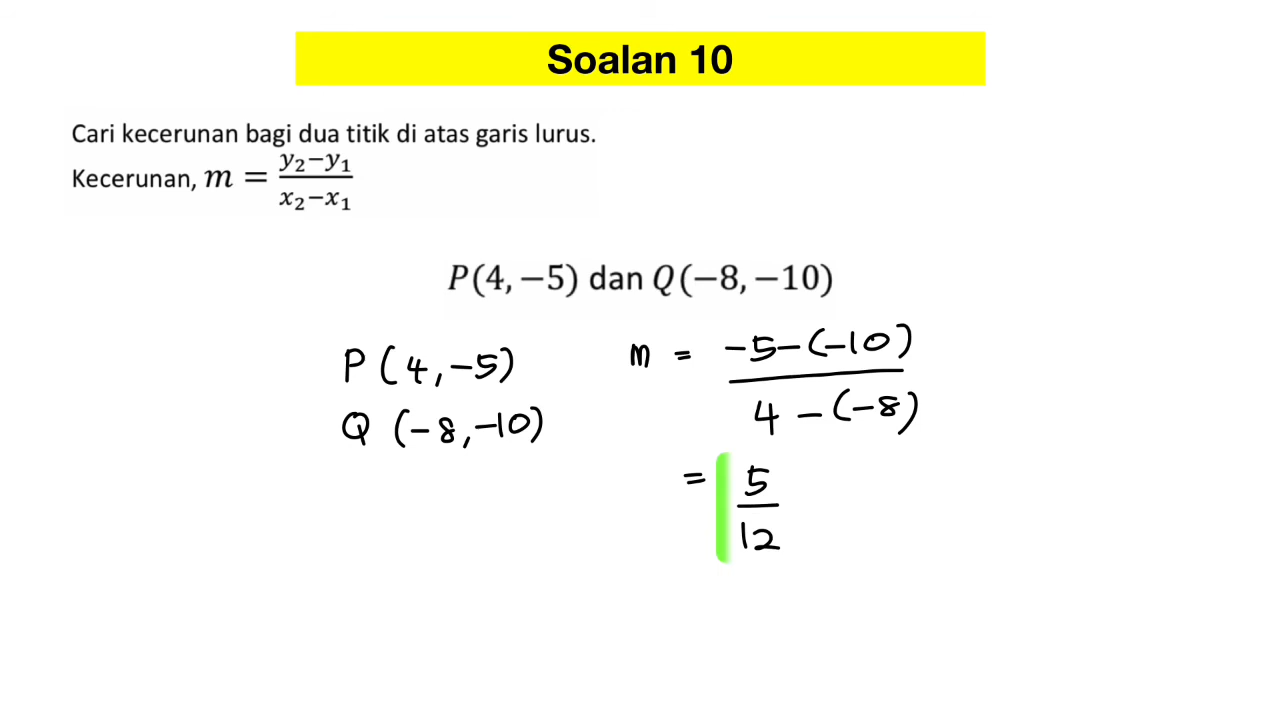 Soalan 10
Cari kecerunan bagi dua titik di atas garis lurus.
Kecerunan, m = y₂−y₁ / x₂−x₁
P(4, −5) dan Q(−8, −10)
P (4, -5)
Q (-8, -10)
m = -5-(-10) / 4 - (-8)
= 5 / 12